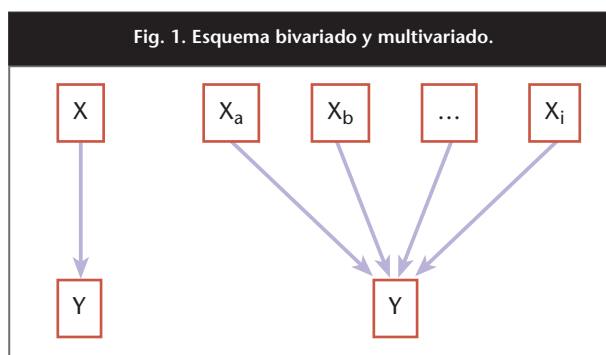 Fig. 1. Esquema bivariado y multivariado.
X Xa Xb ... Xi
Y Y